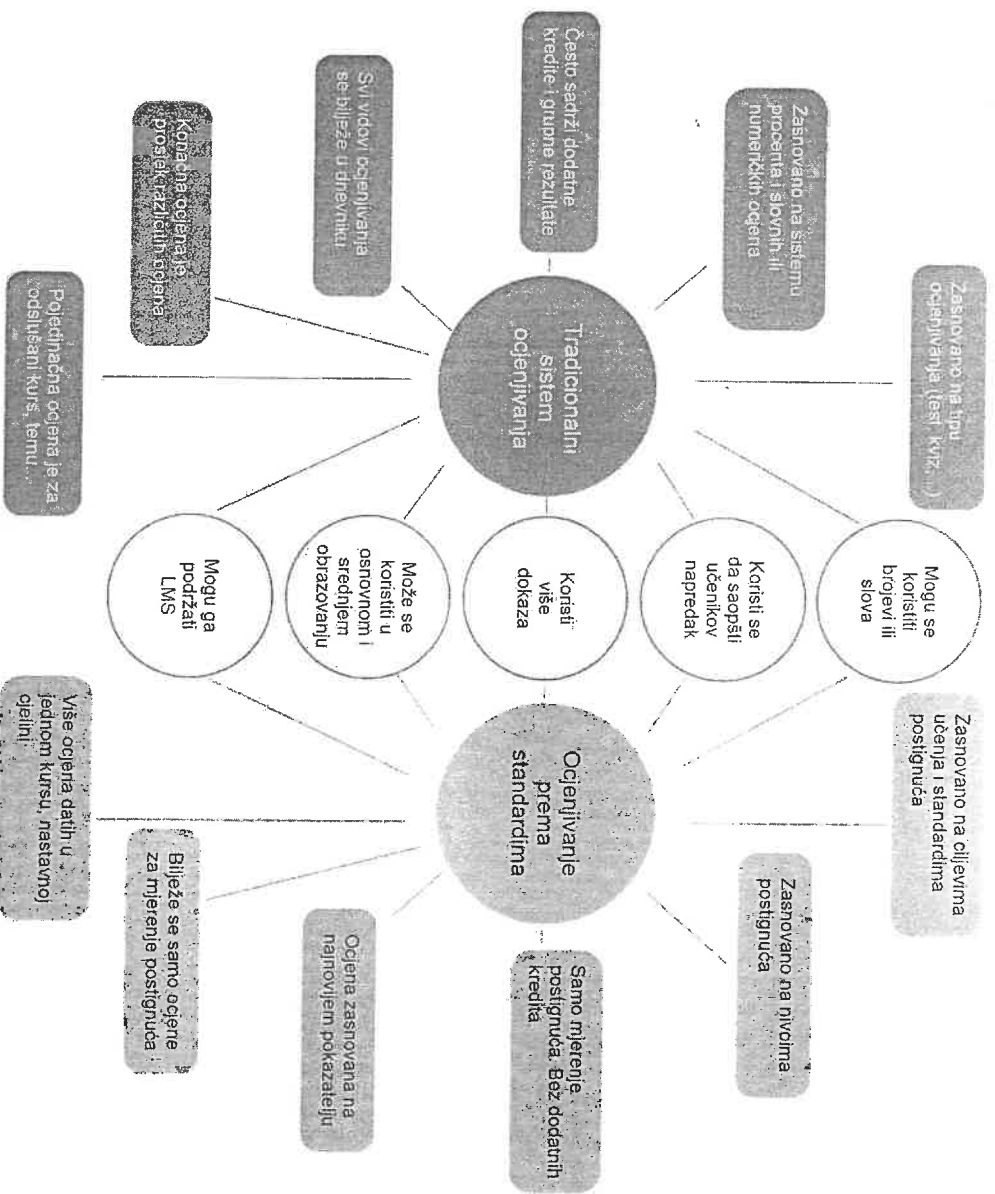 Zasnovano na tipu
ocjenjivanja (test, kviz,...)
Zasnovano na sistemu
procenta i slovnih ili
numeričkih ocjena
Često sadrži dodatne
kredite i grupne rezultate
Svi vidovi ocjenjivanja
se bilježe u dnevniku
Konačna ocjena je
prosjek različitih ocjena
Pojedinačna ocjena je za
odslušani kurs, temu...
Tradicionalni
sistem
ocjenjivanja
Mogu se
koristiti
brojevi ili
slova
Koristi se
da saopšti
učenikov
napredak
Koristi
više
dokaza
Može se
koristiti u
osnovnom i
srednjem
obrazovanju
Mogu ga
podržati
LMS
Ocjenjivanje
prema
standardima
Zasnovano na ciljevima
učenja i standardima
postignuća
Zasnovano na nivoima
postignuća
Samo mjerenje
postignuća. Bez dodatnih
kredita
Ocjena zasnovana na
najnovijem pokazatelju
Bilježe se samo ocjene
za mjerenje postignuća
Više ocjena datih u
jednom kursu, nastavnoj
cjelini